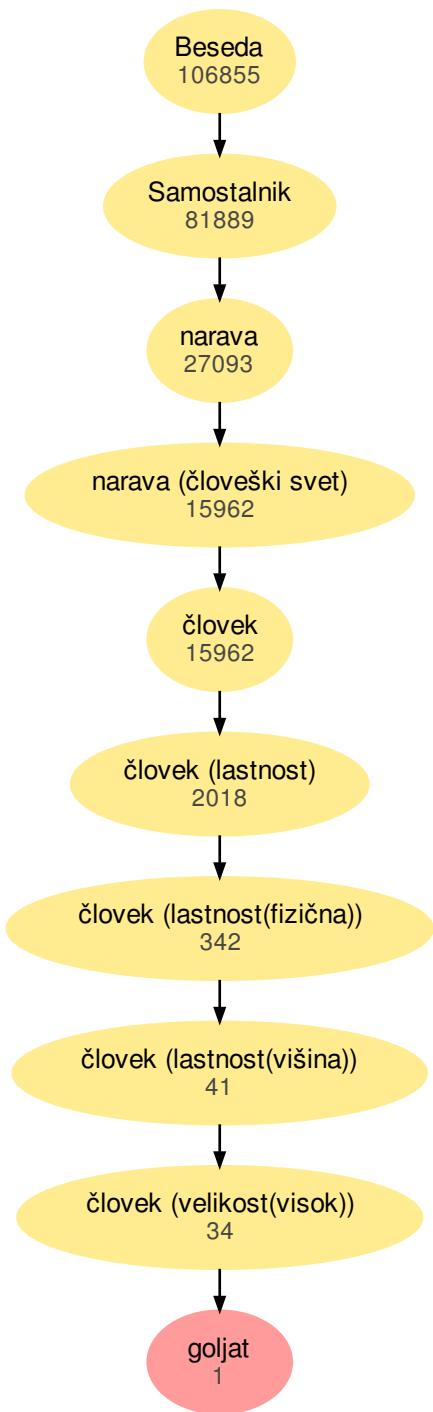 Beseda
106855
Samostalnik
81889
narava
27093
narava (človeški svet)
15962
človek
15962
človek (lastnost)
2018
človek (lastnost(fizična))
342
človek (lastnost(višina))
41
človek (velikost(visok))
34
goljat
1